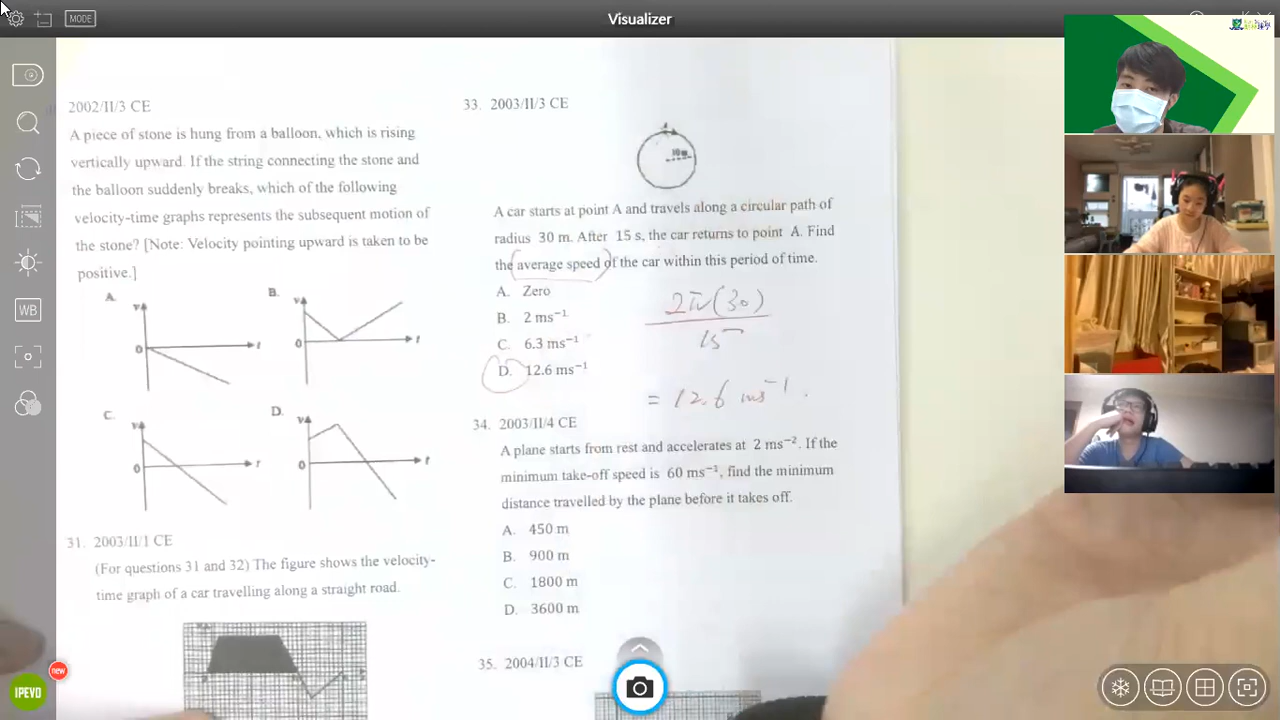 Visualizer
MODE
2002/II/3 CE
A piece of stone is hung from a balloon, which is rising
vertically upward. If the string connecting the stone and
the balloon suddenly breaks, which of the following
velocity-time graphs represents the subsequent motion of
the stone? [Note: Velocity pointing upward is taken to be
positive.]
A.
v
0
t
B.
v
0
t
C.
v
0
t
D.
v
0
t
31. 2003/II/1 CE
(For questions 31 and 32) The figure shows the velocity-
time graph of a car travelling along a straight road.
33. 2003/II/3 CE
A car starts at point A and travels along a circular path of
radius 30 m. After 15 s, the car returns to point A. Find
the average speed of the car within this period of time.
A. Zero
B. 2 ms⁻¹
C. 6.3 ms⁻¹
D. 12.6 ms⁻¹
2π(30)
15
= 12.6 ms⁻¹.
34. 2003/II/4 CE
A plane starts from rest and accelerates at 2 ms⁻². If the
minimum take-off speed is 60 ms⁻¹, find the minimum
distance travelled by the plane before it takes off.
A. 450 m
B. 900 m
C. 1800 m
D. 3600 m
35. 2004/II/3 CE
WB
new
IPEVO